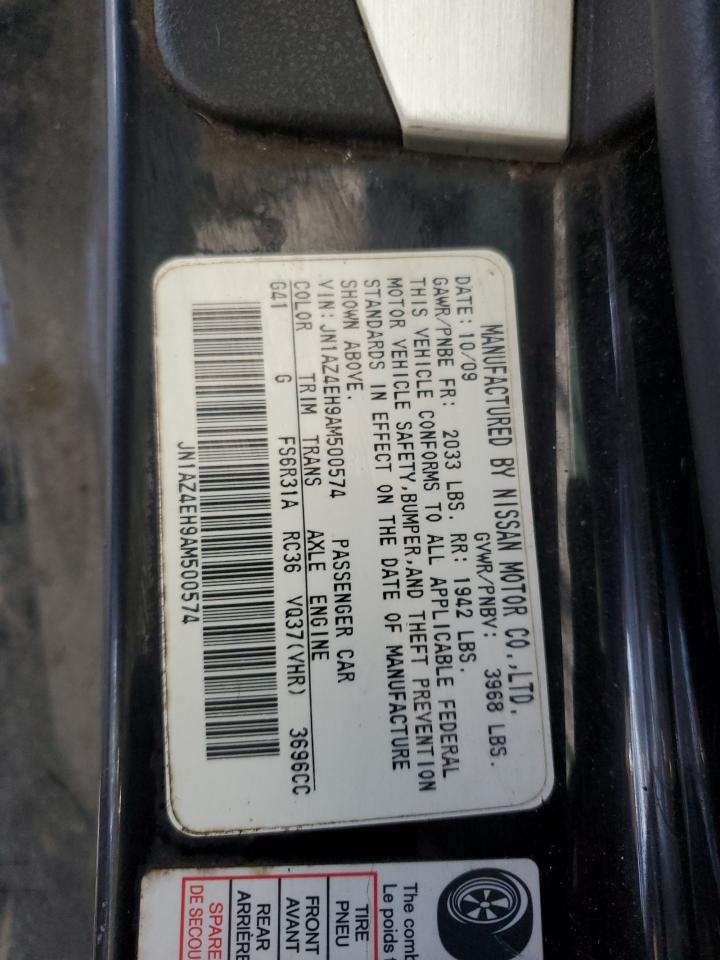 MANUFACTURED BY NISSAN MOTOR CO.,LTD.
DATE: 10/09 GVWR/PNBV: 3968 LBS.
GAWR/PNBE FR: 2033 LBS. RR: 1942 LBS.
THIS VEHICLE CONFORMS TO ALL APPLICABLE FEDERAL
MOTOR VEHICLE SAFETY,BUMPER,AND THEFT PREVENTION
STANDARDS IN EFFECT ON THE DATE OF MANUFACTURE
SHOWN ABOVE.
VIN: JN1AZ4EH9AM500574 PASSENGER CAR
COLOR TRIM TRANS AXLE ENGINE
G41 G FS6R31A RC36 VQ37(VHR) 3696CC
JN1AZ4EH9AM500574
The comb
Le poids
TIRE
PNEU
FRONT
AVANT
REAR
ARRIÈRE
SPARE
DE SECOU